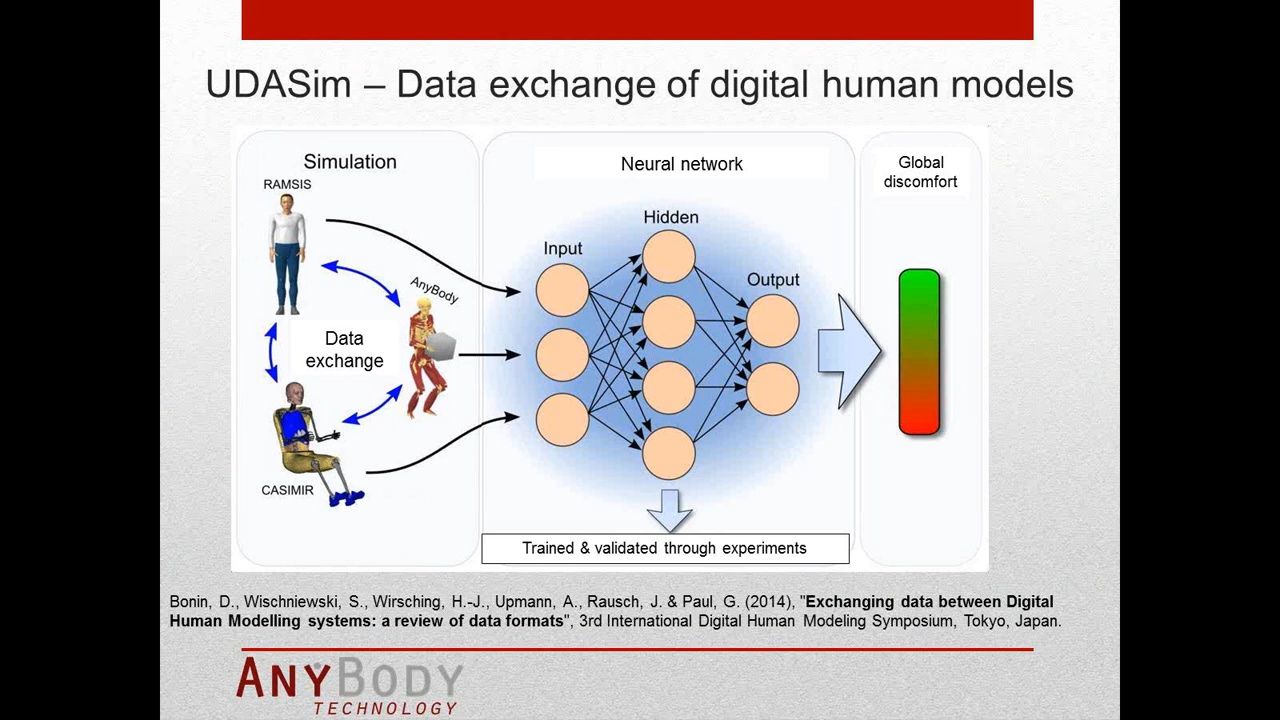 UDASim – Data exchange of digital human models
Simulation
RAMSIS
AnyBody
Data
exchange
CASIMIR
Neural network
Input
Hidden
Output
Trained & validated through experiments
Global
discomfort
Bonin, D., Wischniewski, S., Wirsching, H.-J., Upmann, A., Rausch, J. & Paul, G. (2014), "Exchanging data between Digital
Human Modelling systems: a review of data formats", 3rd International Digital Human Modeling Symposium, Tokyo, Japan.
ANYBODY
TECHNOLOGY